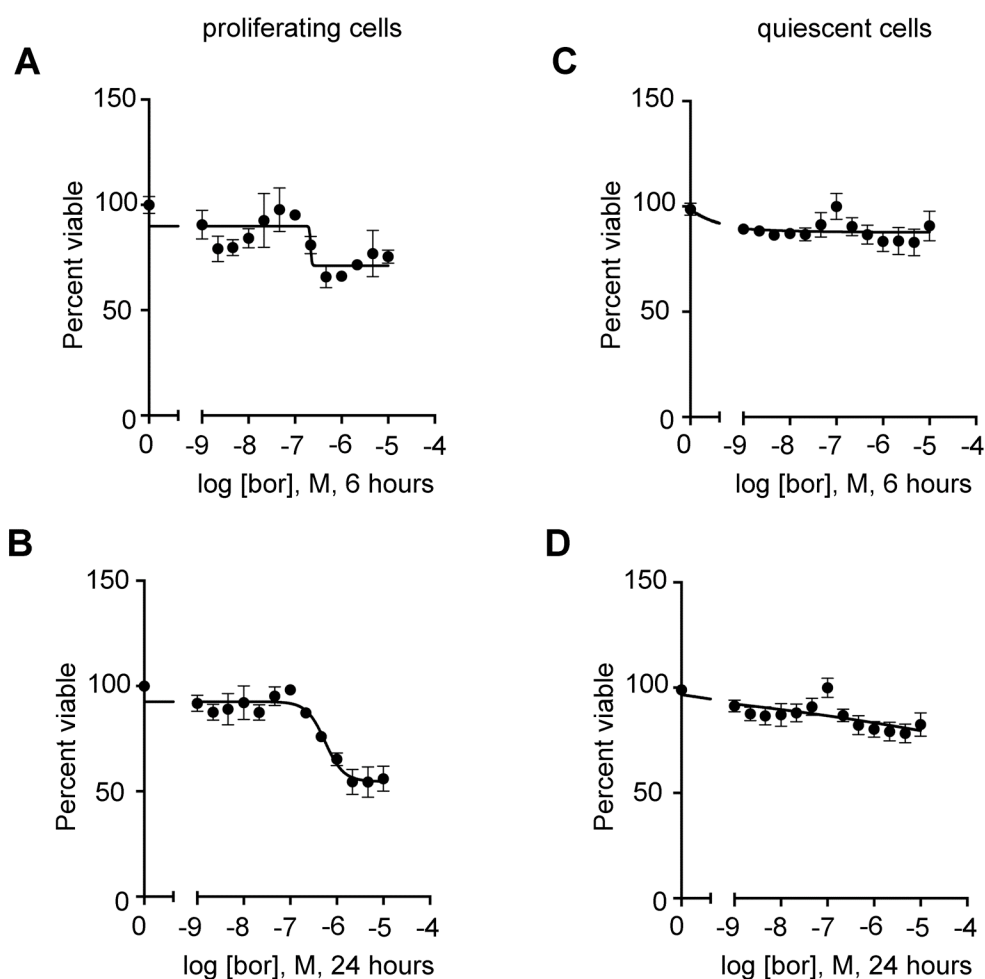 proliferating cells
quiescent cells
A
150
100
50
0
Percent viable
0 -9 -8 -7 -6 -5 -4
log [bor], M, 6 hours
C
150
100
50
0
Percent viable
0 -9 -8 -7 -6 -5 -4
log [bor], M, 6 hours
B
150
100
50
0
Percent viable
0 -9 -8 -7 -6 -5 -4
log [bor], M, 24 hours
D
150
100
50
0
Percent viable
0 -9 -8 -7 -6 -5 -4
log [bor], M, 24 hours